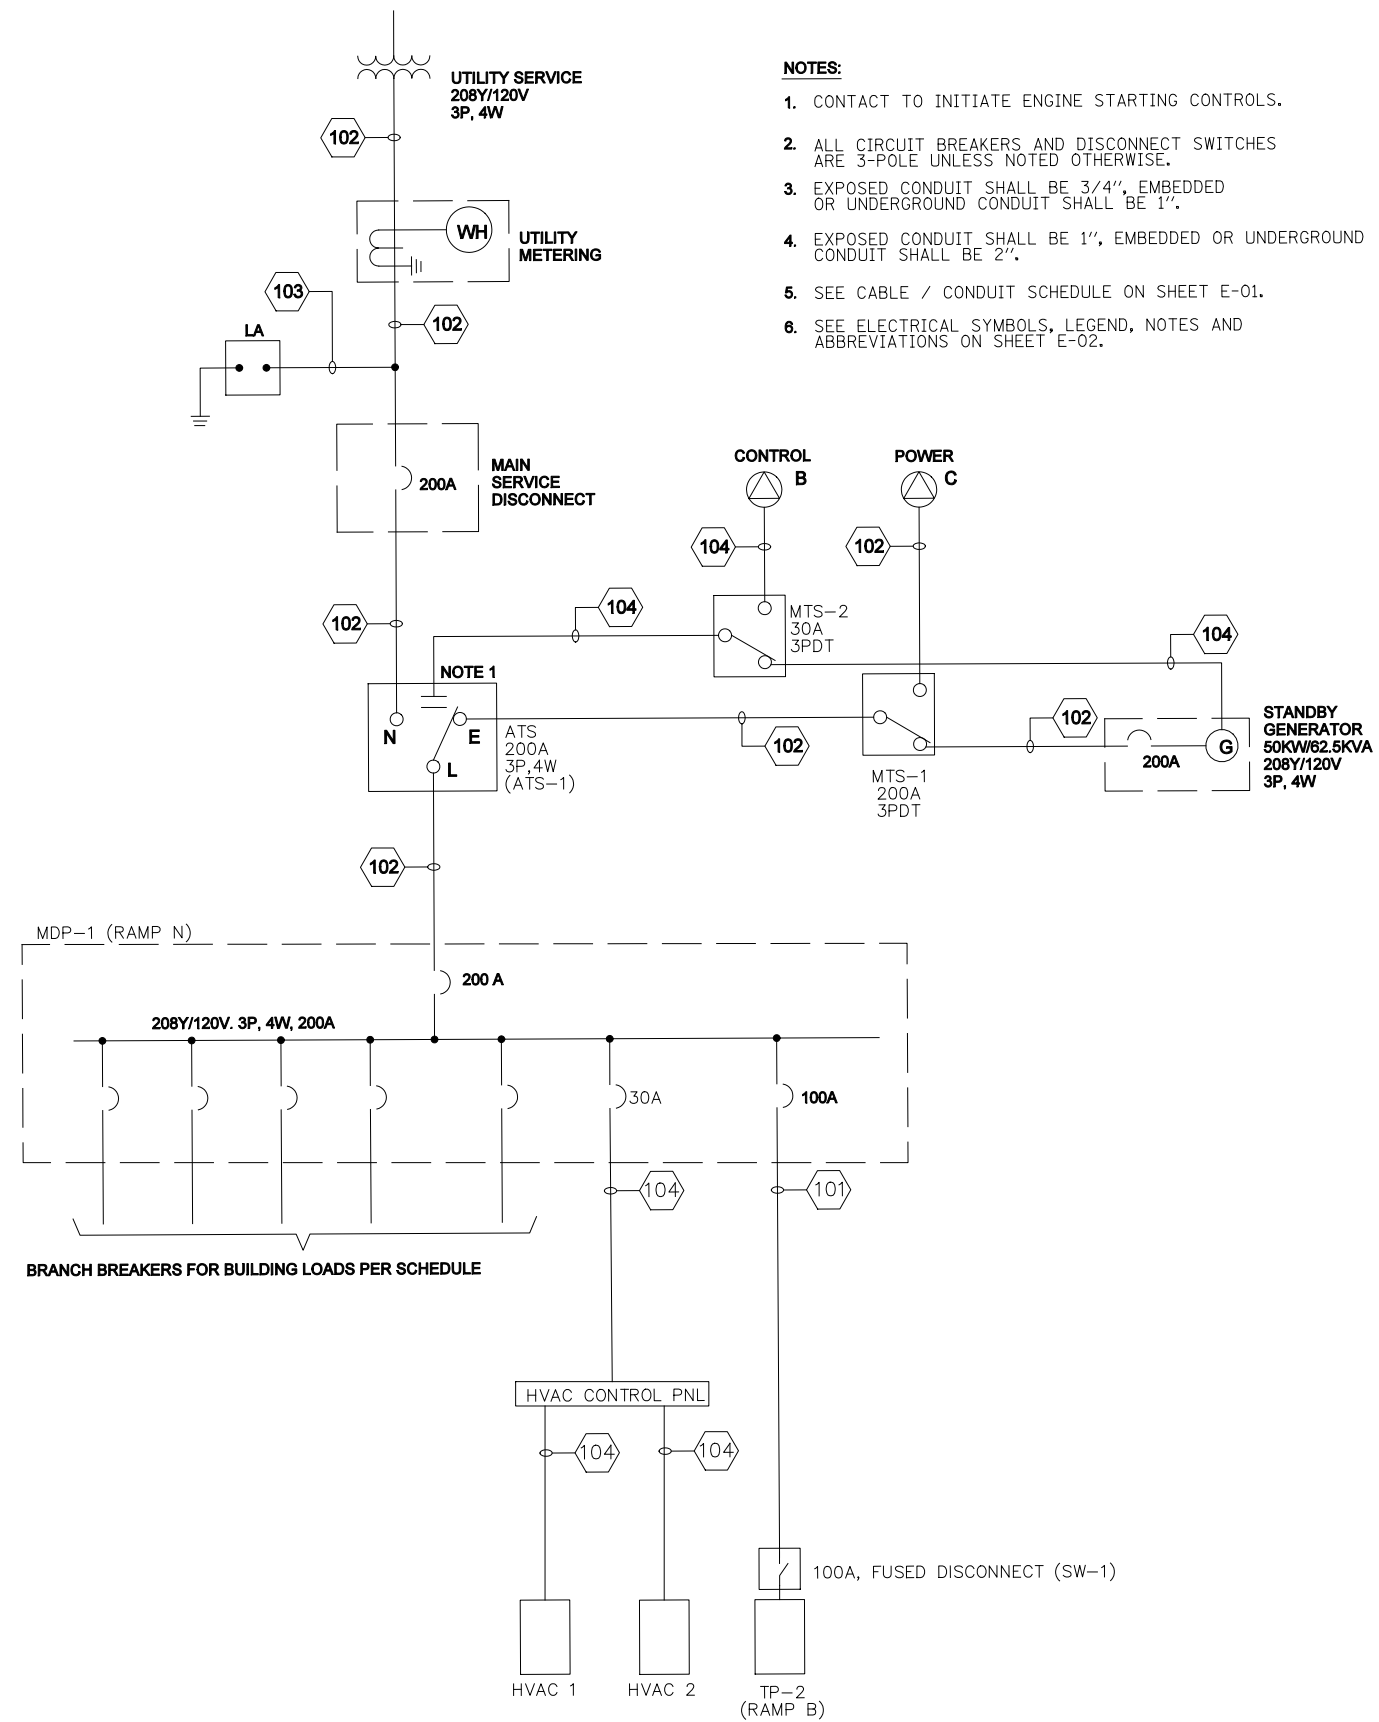 UTILITY SERVICE
208Y/120V
3P, 4W
102
WH
UTILITY
METERING
103
102
LA
MAIN
SERVICE
DISCONNECT
200A
NOTES:
1. CONTACT TO INITIATE ENGINE STARTING CONTROLS.
2. ALL CIRCUIT BREAKERS AND DISCONNECT SWITCHES
ARE 3-POLE UNLESS NOTED OTHERWISE.
3. EXPOSED CONDUIT SHALL BE 3/4", EMBEDDED
OR UNDERGROUND CONDUIT SHALL BE 1".
4. EXPOSED CONDUIT SHALL BE 1", EMBEDDED OR UNDERGROUND
CONDUIT SHALL BE 2".
5. SEE CABLE / CONDUIT SCHEDULE ON SHEET E-01.
6. SEE ELECTRICAL SYMBOLS, LEGEND, NOTES AND
ABBREVIATIONS ON SHEET E-02.
CONTROL
B
POWER
C
104
102
102
104
MTS-2
30A
3PDT
104
NOTE 1
N
E
L
ATS
200A
3P,4W
(ATS-1)
102
MTS-1
200A
3PDT
102
200A
G
STANDBY
GENERATOR
50KW/62.5KVA
208Y/120V
3P, 4W
102
MDP-1 (RAMP N)
200 A
208Y/120V. 3P, 4W, 200A
30A
100A
104
101
BRANCH BREAKERS FOR BUILDING LOADS PER SCHEDULE
HVAC CONTROL PNL
104
104
100A, FUSED DISCONNECT (SW-1)
HVAC 1
HVAC 2
TP-2
(RAMP B)